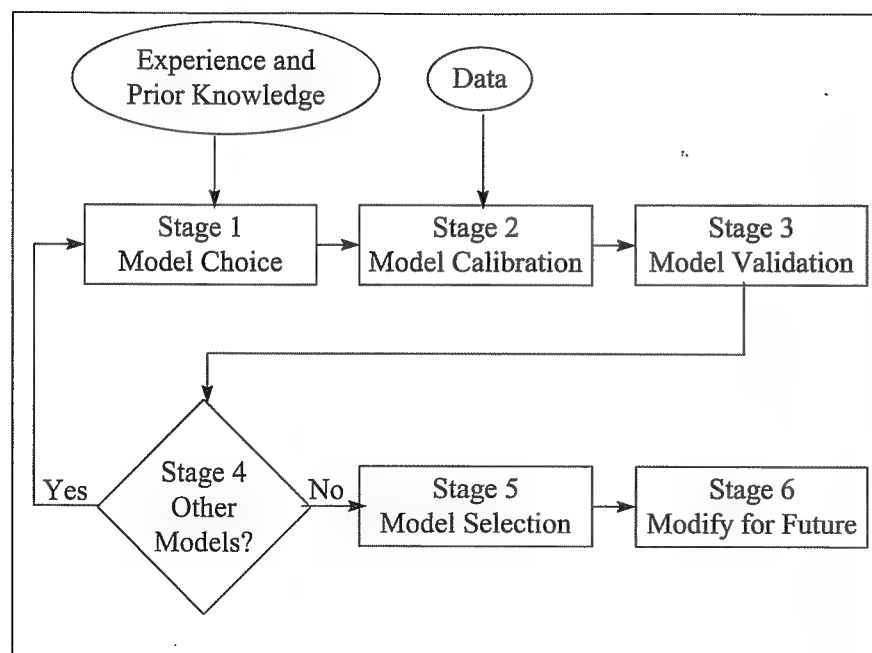 Experience and
Prior Knowledge
Data
Stage 1
Model Choice
Stage 2
Model Calibration
Stage 3
Model Validation
Stage 4
Other
Models?
Yes
No
Stage 5
Model Selection
Stage 6
Modify for Future